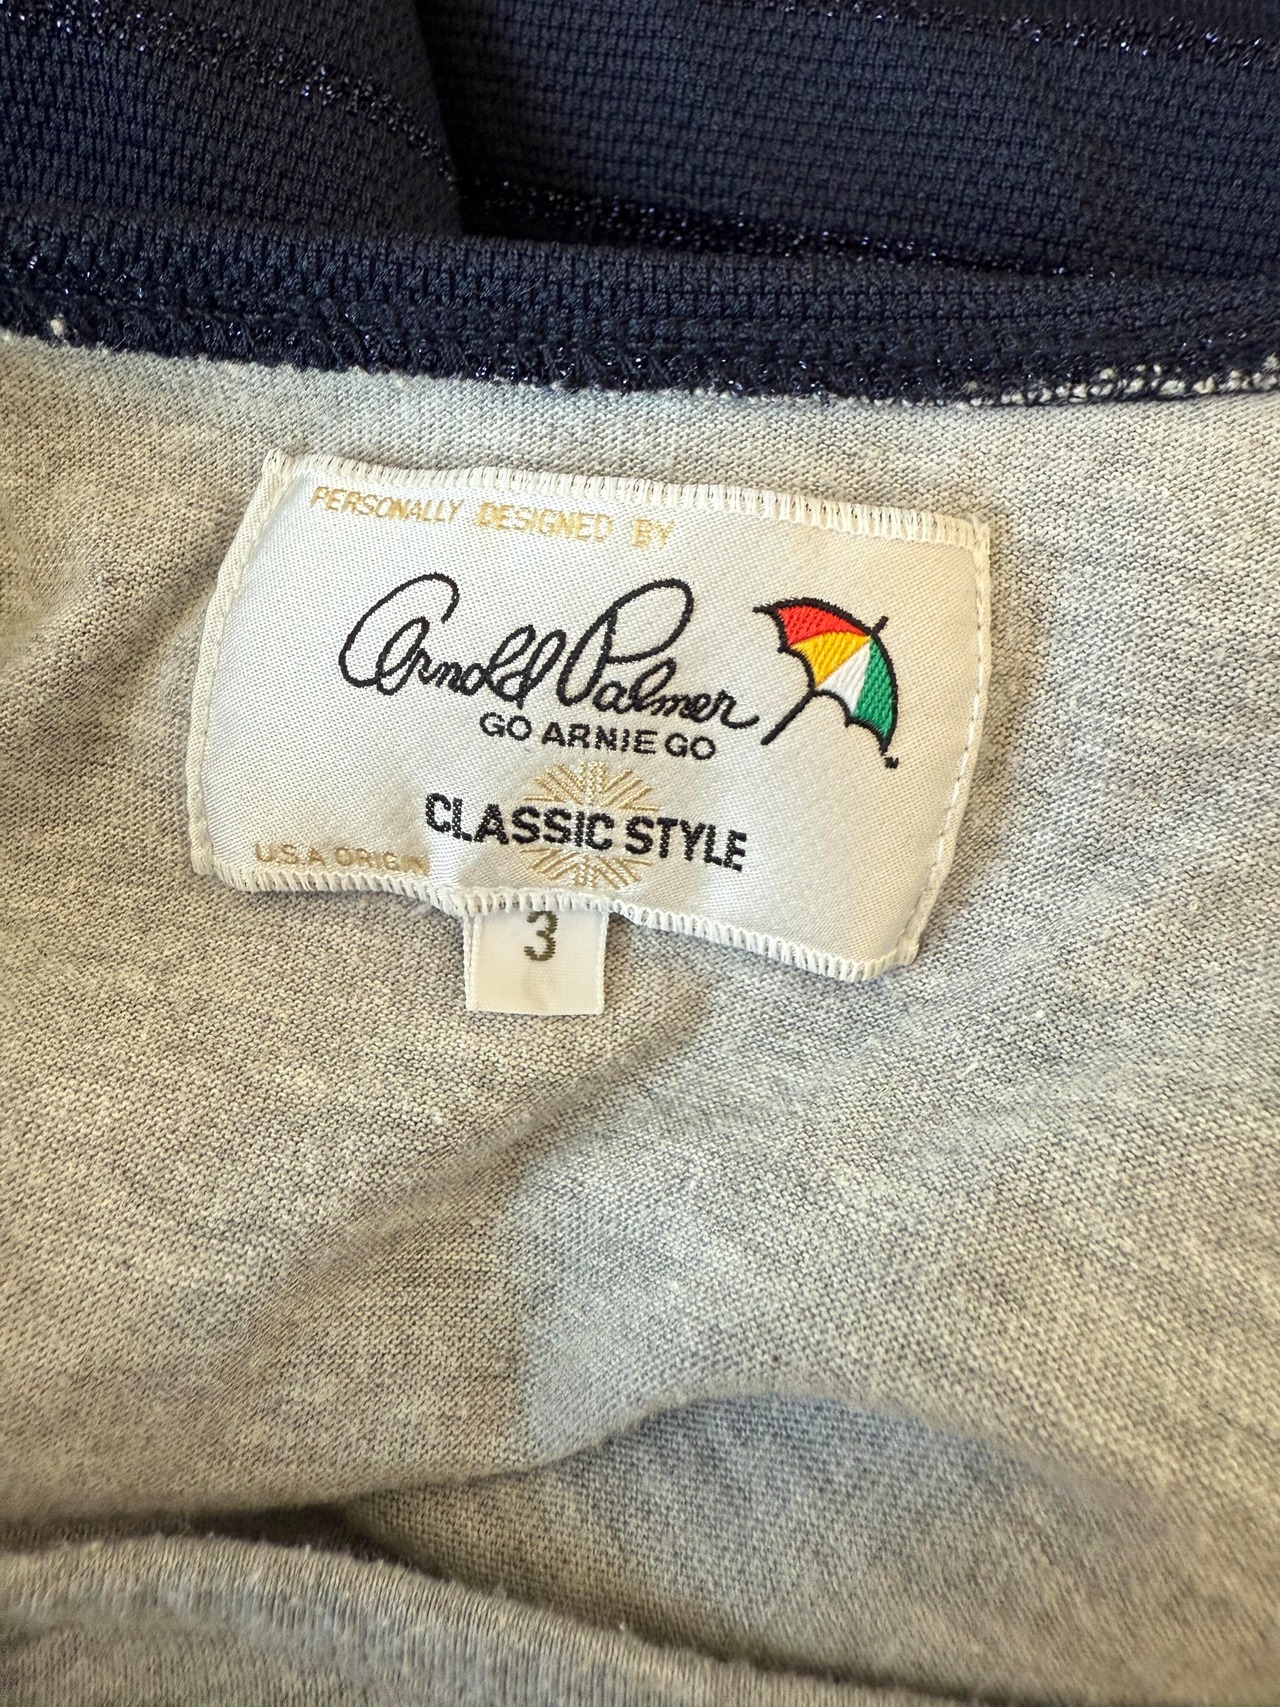 PERSONALLY DESIGNED BY
Arnold Palmer
GO ARNIE GO
CLASSIC STYLE
U.S.A ORIGIN
3